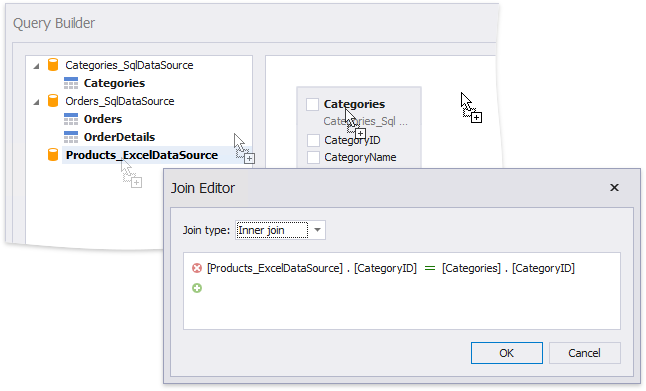 Query Builder
Categories_SqlDataSource
Categories
Orders_SqlDataSource
Orders
OrderDetails
Products_ExcelDataSource
Categories
Categories_Sql ...
CategoryID
CategoryName
Join Editor
Join type: Inner join
[Products_ExcelDataSource] . [CategoryID] = [Categories] . [CategoryID]
OK Cancel